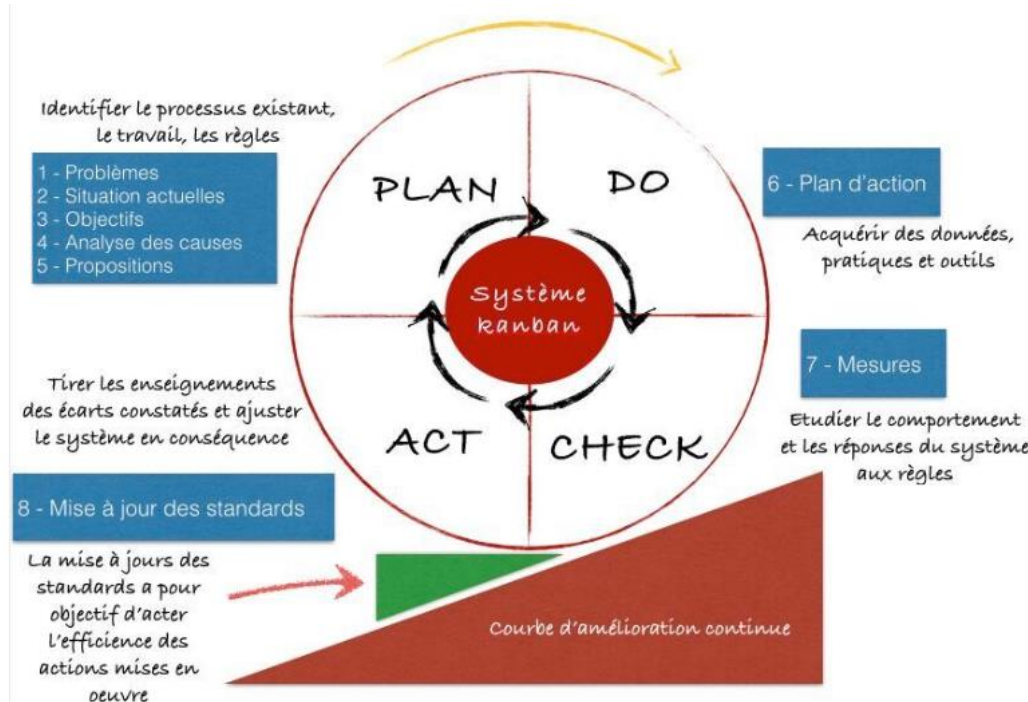 Identifier le processus existant,
le travail, les règles
1 - Problèmes
2 - Situation actuelles
3 - Objectifs
4 - Analyse des causes
5 - Propositions
PLAN
DO
6 - Plan d'action
Acquérir des données,
pratiques et outils
Système
kanban
7 - Mesures
Etudier le comportement
et les réponses du système
aux règles
Tirer les enseignements
des écarts constatés et ajuster
le système en conséquence
ACT
CHECK
8 - Mise à jour des standards
La mise à jours des
standards a pour
objectif d'acter
l'efficience des
actions mises en
oeuvre
Courbe d'amélioration continue